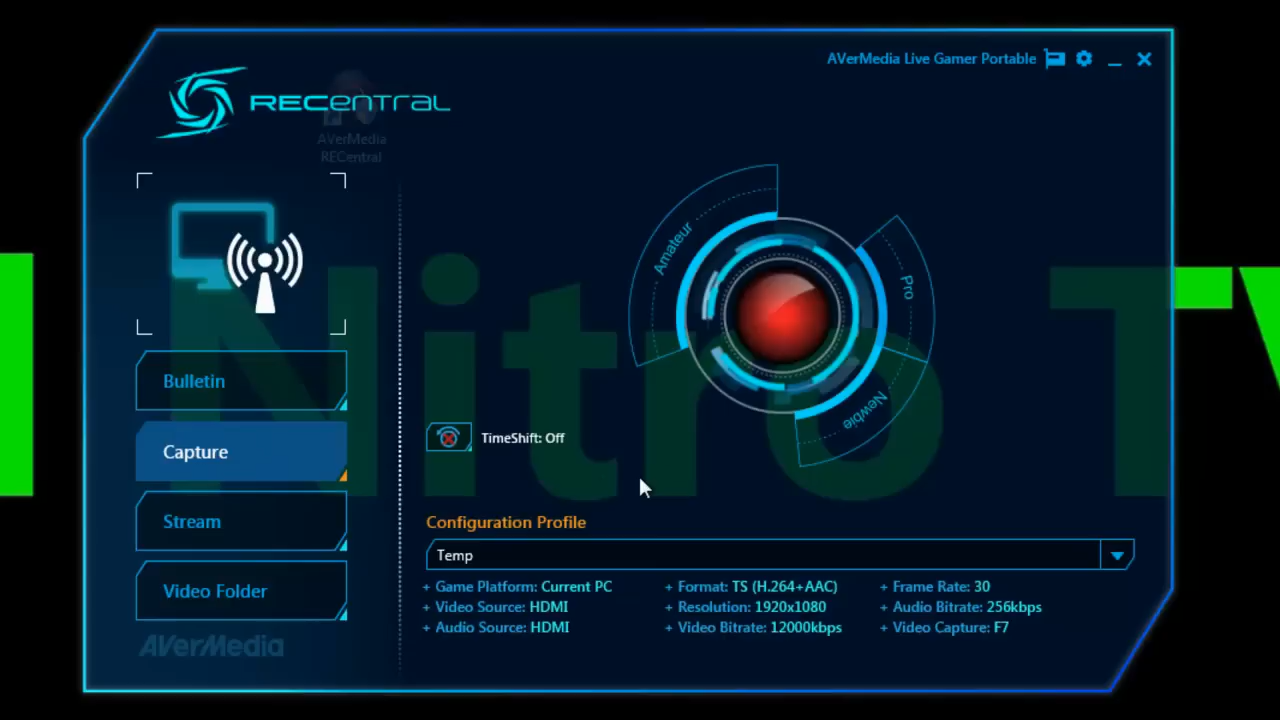 AVerMedia Live Gamer Portable
RECentral
AVerMedia
RECentral
Amateur
Pro
Newbie
Bulletin
Capture
Stream
Video Folder
AVerMedia
Nitro T
TimeShift: Off
Configuration Profile
Temp
+ Game Platform: Current PC
+ Format: TS (H.264+AAC)
+ Frame Rate: 30
+ Video Source: HDMI
+ Resolution: 1920x1080
+ Audio Bitrate: 256kbps
+ Audio Source: HDMI
+ Video Bitrate: 12000kbps
+ Video Capture: F7